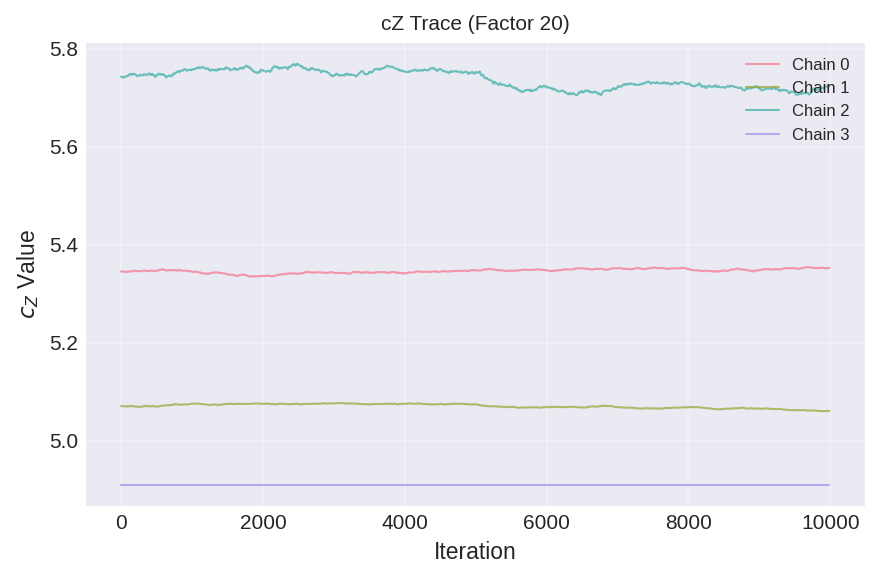 cZ Trace (Factor 20)
5.8
5.6
5.4
5.2
5.0
c_Z Value
0
2000
4000
6000
8000
10000
Iteration
Chain 0
Chain 1
Chain 2
Chain 3